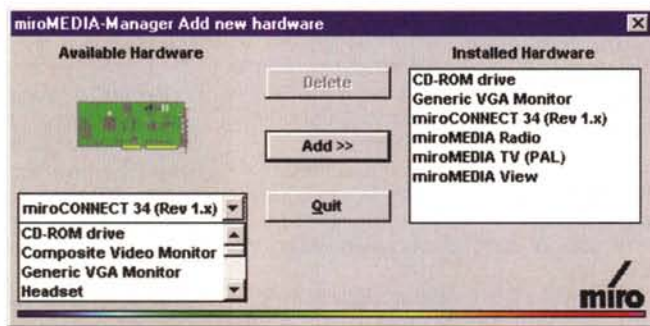 miroMEDIA-Manager Add new hardware
Available Hardware
miroCONNECT 34 (Rev 1.x)
CD-ROM drive
Composite Video Monitor
Generic VGA Monitor
Headset
Delete
Add >>
Quit
Installed Hardware
CD-ROM drive
Generic VGA Monitor
miroCONNECT 34 (Rev 1.x)
miroMEDIA Radio
miroMEDIA TV (PAL)
miroMEDIA View
miro